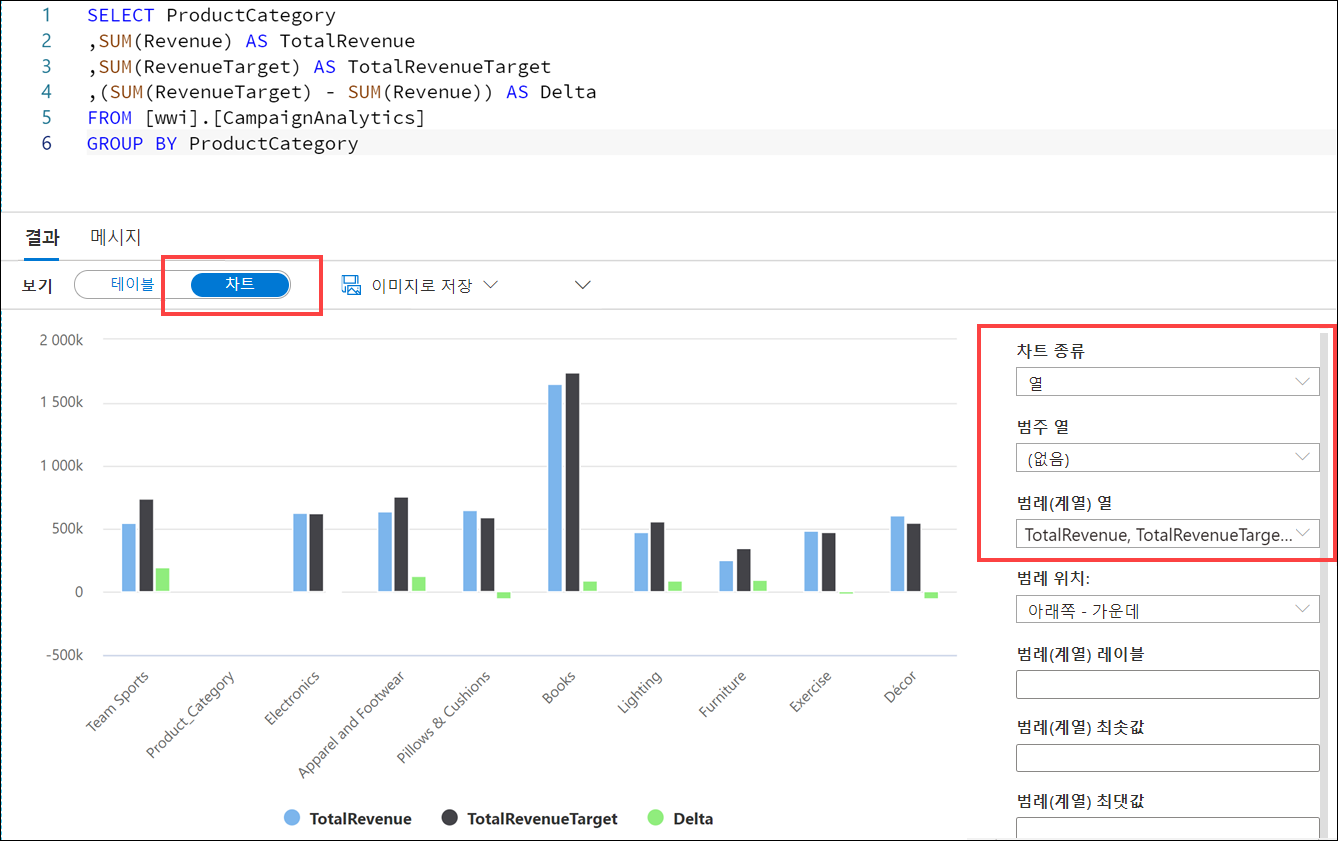 1 SELECT ProductCategory
2 ,SUM(Revenue) AS TotalRevenue
3 ,SUM(RevenueTarget) AS TotalRevenueTarget
4 ,(SUM(RevenueTarget) - SUM(Revenue)) AS Delta
5 FROM [wwi].[CampaignAnalytics]
6 GROUP BY ProductCategory
결과 메시지
보기 테이블 차트 이미지로 저장
2 000k
1 500k
1 000k
500k
0
-500k
Team Sports
Product_Category
Electronics
Apparel and Footwear
Pillows & Cushions
Books
Lighting
Furniture
Exercise
Décor
TotalRevenue TotalRevenueTarget Delta
차트 종류
열
범주 열
(없음)
범례(계열) 열
TotalRevenue, TotalRevenueTarge...
범례 위치:
아래쪽 - 가운데
범례(계열) 레이블
범례(계열) 최솟값
범례(계열) 최댓값